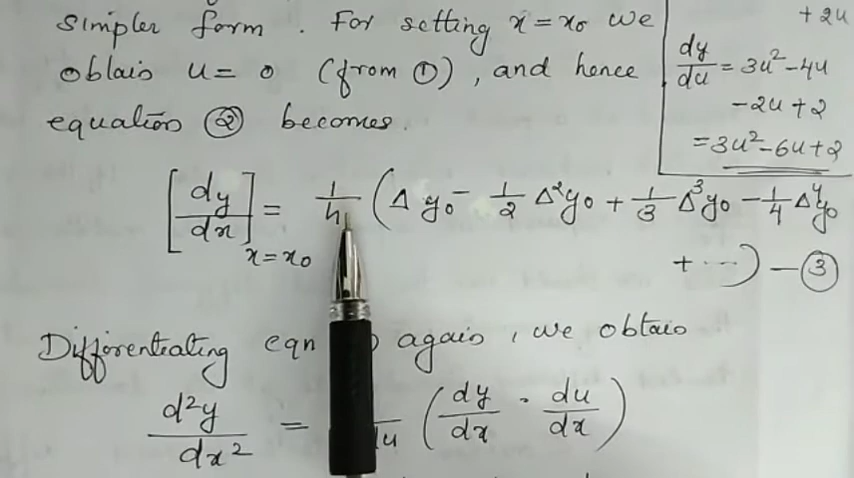 simpler form. For setting x = x₀ we
obtain u = 0 (from ①), and hence
equation ② becomes.
[dy/dx]ₓ₌ₓ₀ = 1/h (Δy₀ - 1/2 Δ²y₀ + 1/3 Δ³y₀ - 1/4 Δ⁴y₀
+ ....) — ③
Differentiating eqn again, we obtain
d²y/dx² = (dy/dx · du/dx)
+ 2u
dy/du = 3u² - 4u
- 2u + 2
= 3u² - 6u + 2